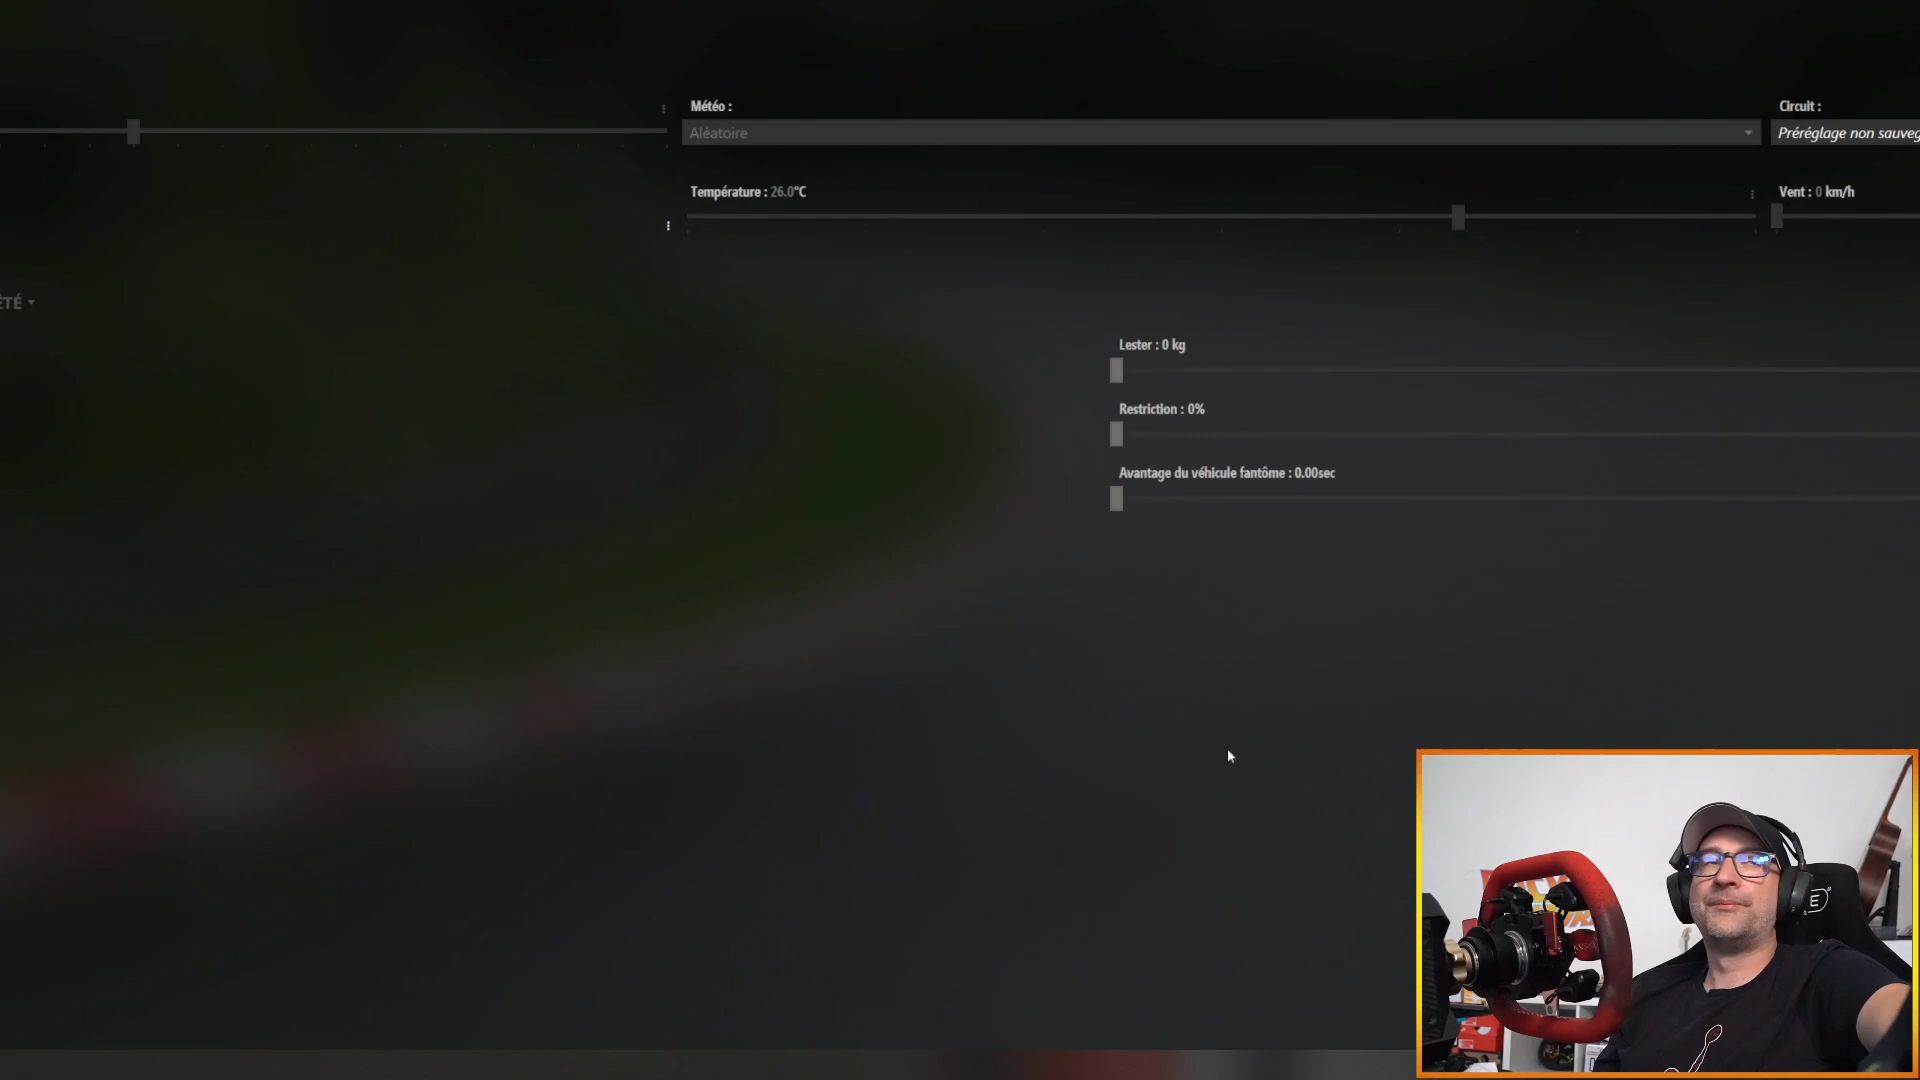 Météo :
Circuit :
Aléatoire
Préréglage non sauveg
Température : 26.0°C
Vent : 0 km/h
ÉTÉ
Lester : 0 kg
Restriction : 0%
Avantage du véhicule fantôme : 0.00sec
E